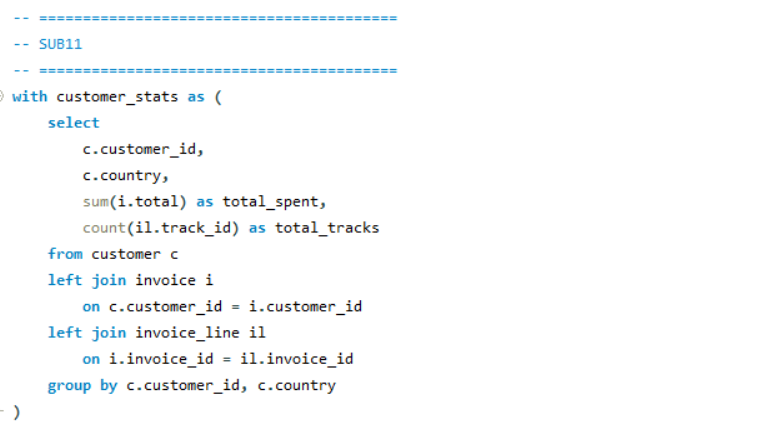 -- =========================================
-- SUB11
-- =========================================
with customer_stats as (
    select
        c.customer_id,
        c.country,
        sum(i.total) as total_spent,
        count(il.track_id) as total_tracks
    from customer c
    left join invoice i
        on c.customer_id = i.customer_id
    left join invoice_line il
        on i.invoice_id = il.invoice_id
    group by c.customer_id, c.country
)